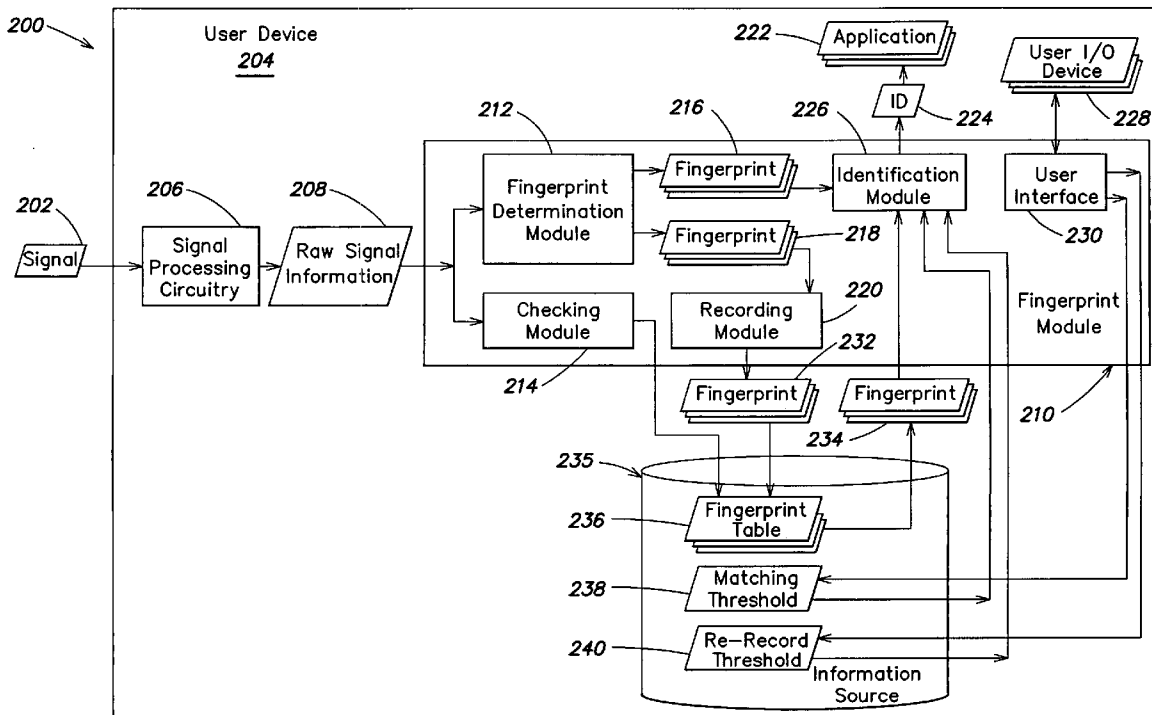 200
User Device
204
222
Application
User I/O
Device
ID
224
228
212
216
226
Fingerprint
Determination
Module
Fingerprint
Identification
Module
User
Interface
202
206
208
Signal
Signal
Processing
Circuitry
Raw Signal
Information
Fingerprint
218
230
Checking
Module
Recording
Module
220
Fingerprint
Module
214
232
Fingerprint
Fingerprint
210
234
235
236
Fingerprint
Table
238
Matching
Threshold
240
Re-Record
Threshold
Information
Source